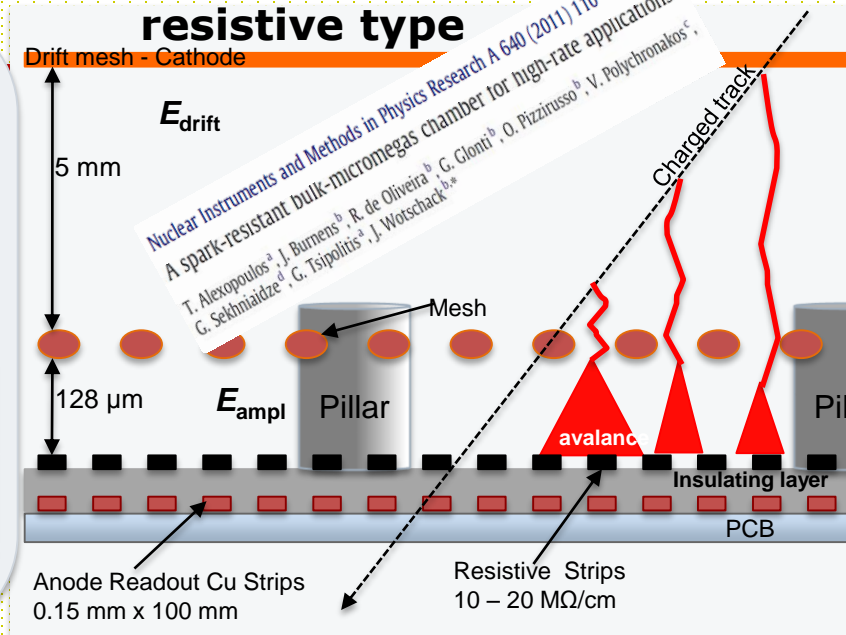 resistive type
Drift mesh - Cathode
Edrift
5 mm
Nuclear Instruments and Methods in Physics Research A 640 (2011) 110
A spark-resistant bulk-micromegas chamber for high-rate applications
T. Alexopoulos a, J. Burnens b, R. de Oliveira b, G. Glonti b, O. Pizzirusso b, V. Polychronakos c,
G. Sekhniaidze d, G. Tsipolitis a, J. Wotschack b,*
Charged track
Mesh
128 μm
Eampl
Pillar
Pil
avalance
Insulating layer
PCB
Anode Readout Cu Strips
0.15 mm x 100 mm
Resistive Strips
10 – 20 MΩ/cm